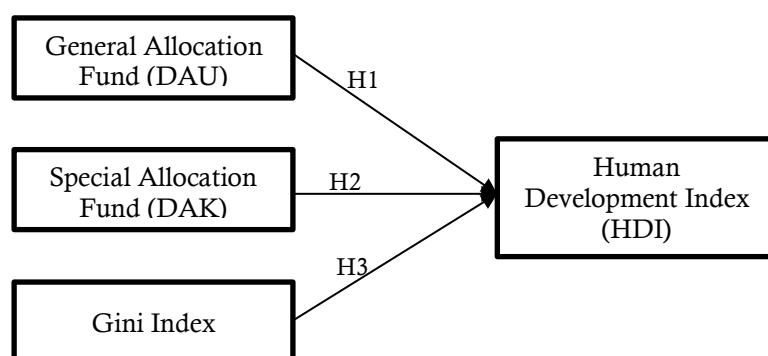 General Allocation
Fund (DAU)
H1
Special Allocation
Fund (DAK)
H2
Human
Development Index
(HDI)
H3
Gini Index